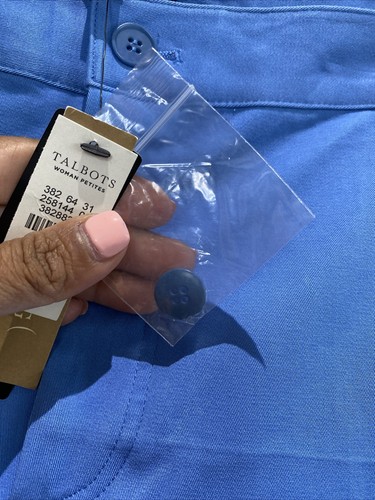 TALBOTS
WOMAN PETITES
382 64 31
258144